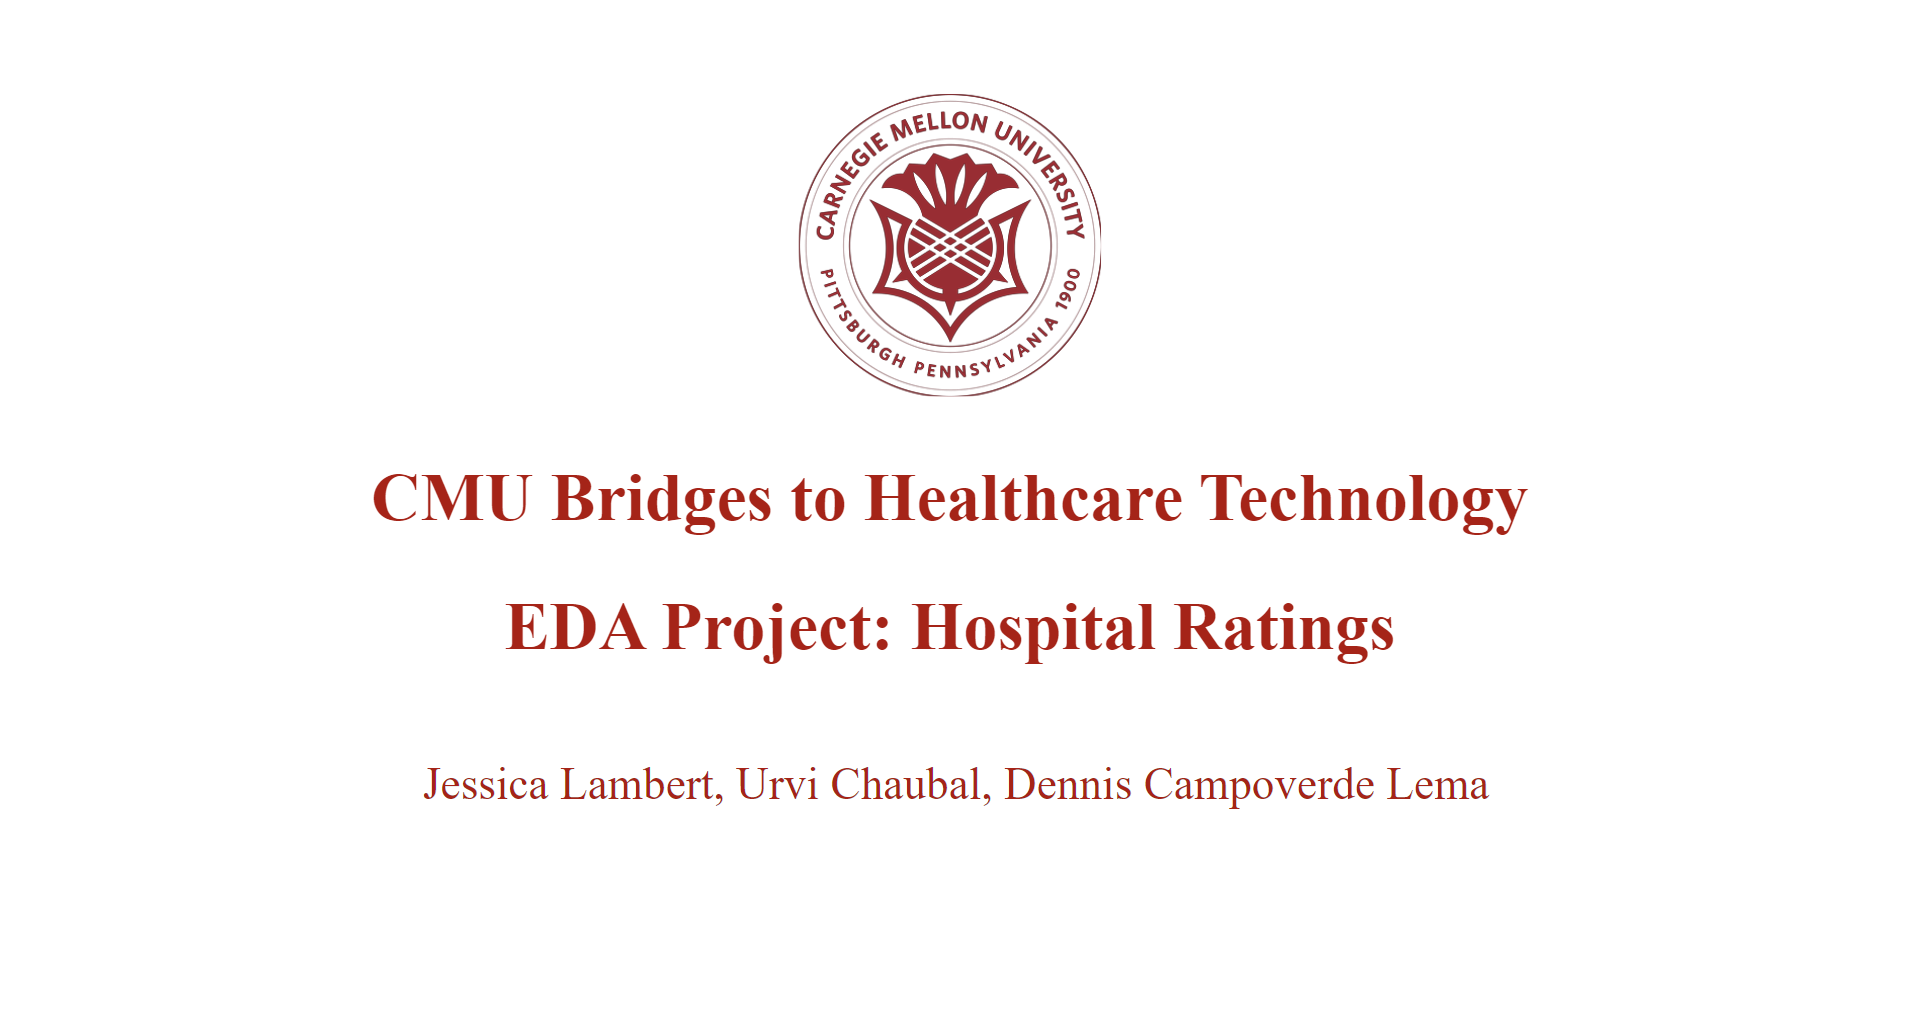 CARNEGIE MELLON UNIVERSITY
PITTSBURGH PENNSYLVANIA 1900
CMU Bridges to Healthcare Technology
EDA Project: Hospital Ratings
Jessica Lambert, Urvi Chaubal, Dennis Campoverde Lema